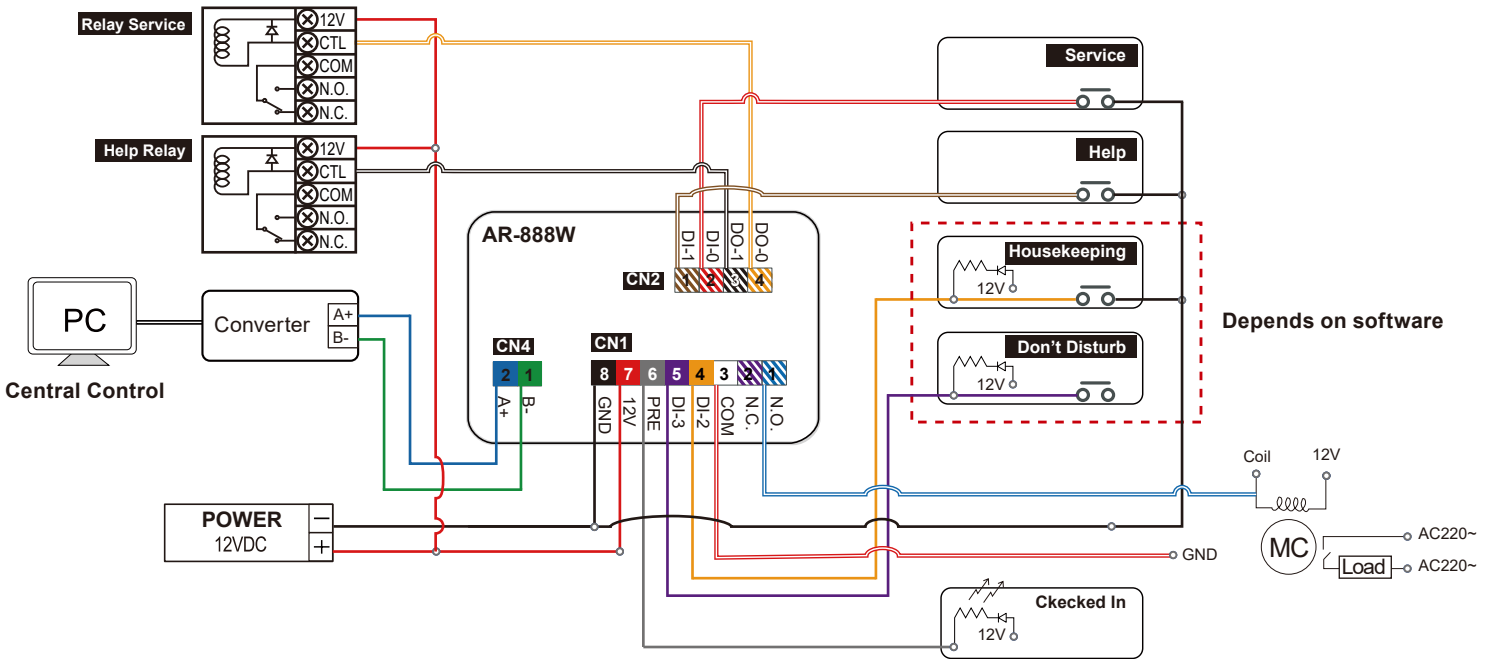 Relay Service
12V
CTL
COM
N.O.
N.C.
Help Relay
12V
CTL
COM
N.O.
N.C.
PC
Central Control
Converter
A+
B-
AR-888W
DI-1
DI-0
DO-1
DO-0
CN2
1
2
3
4
CN4
2
1
A+
B-
CN1
8
7
6
5
4
3
2
1
GND
12V
PRE
DI-3
DI-2
COM
N.C.
N.O.
POWER
12VDC
−
+
Service
Help
Housekeeping
12V
Don't Disturb
12V
Depends on software
Coil
12V
MC
AC220~
Load
AC220~
GND
Ckecked In
12V